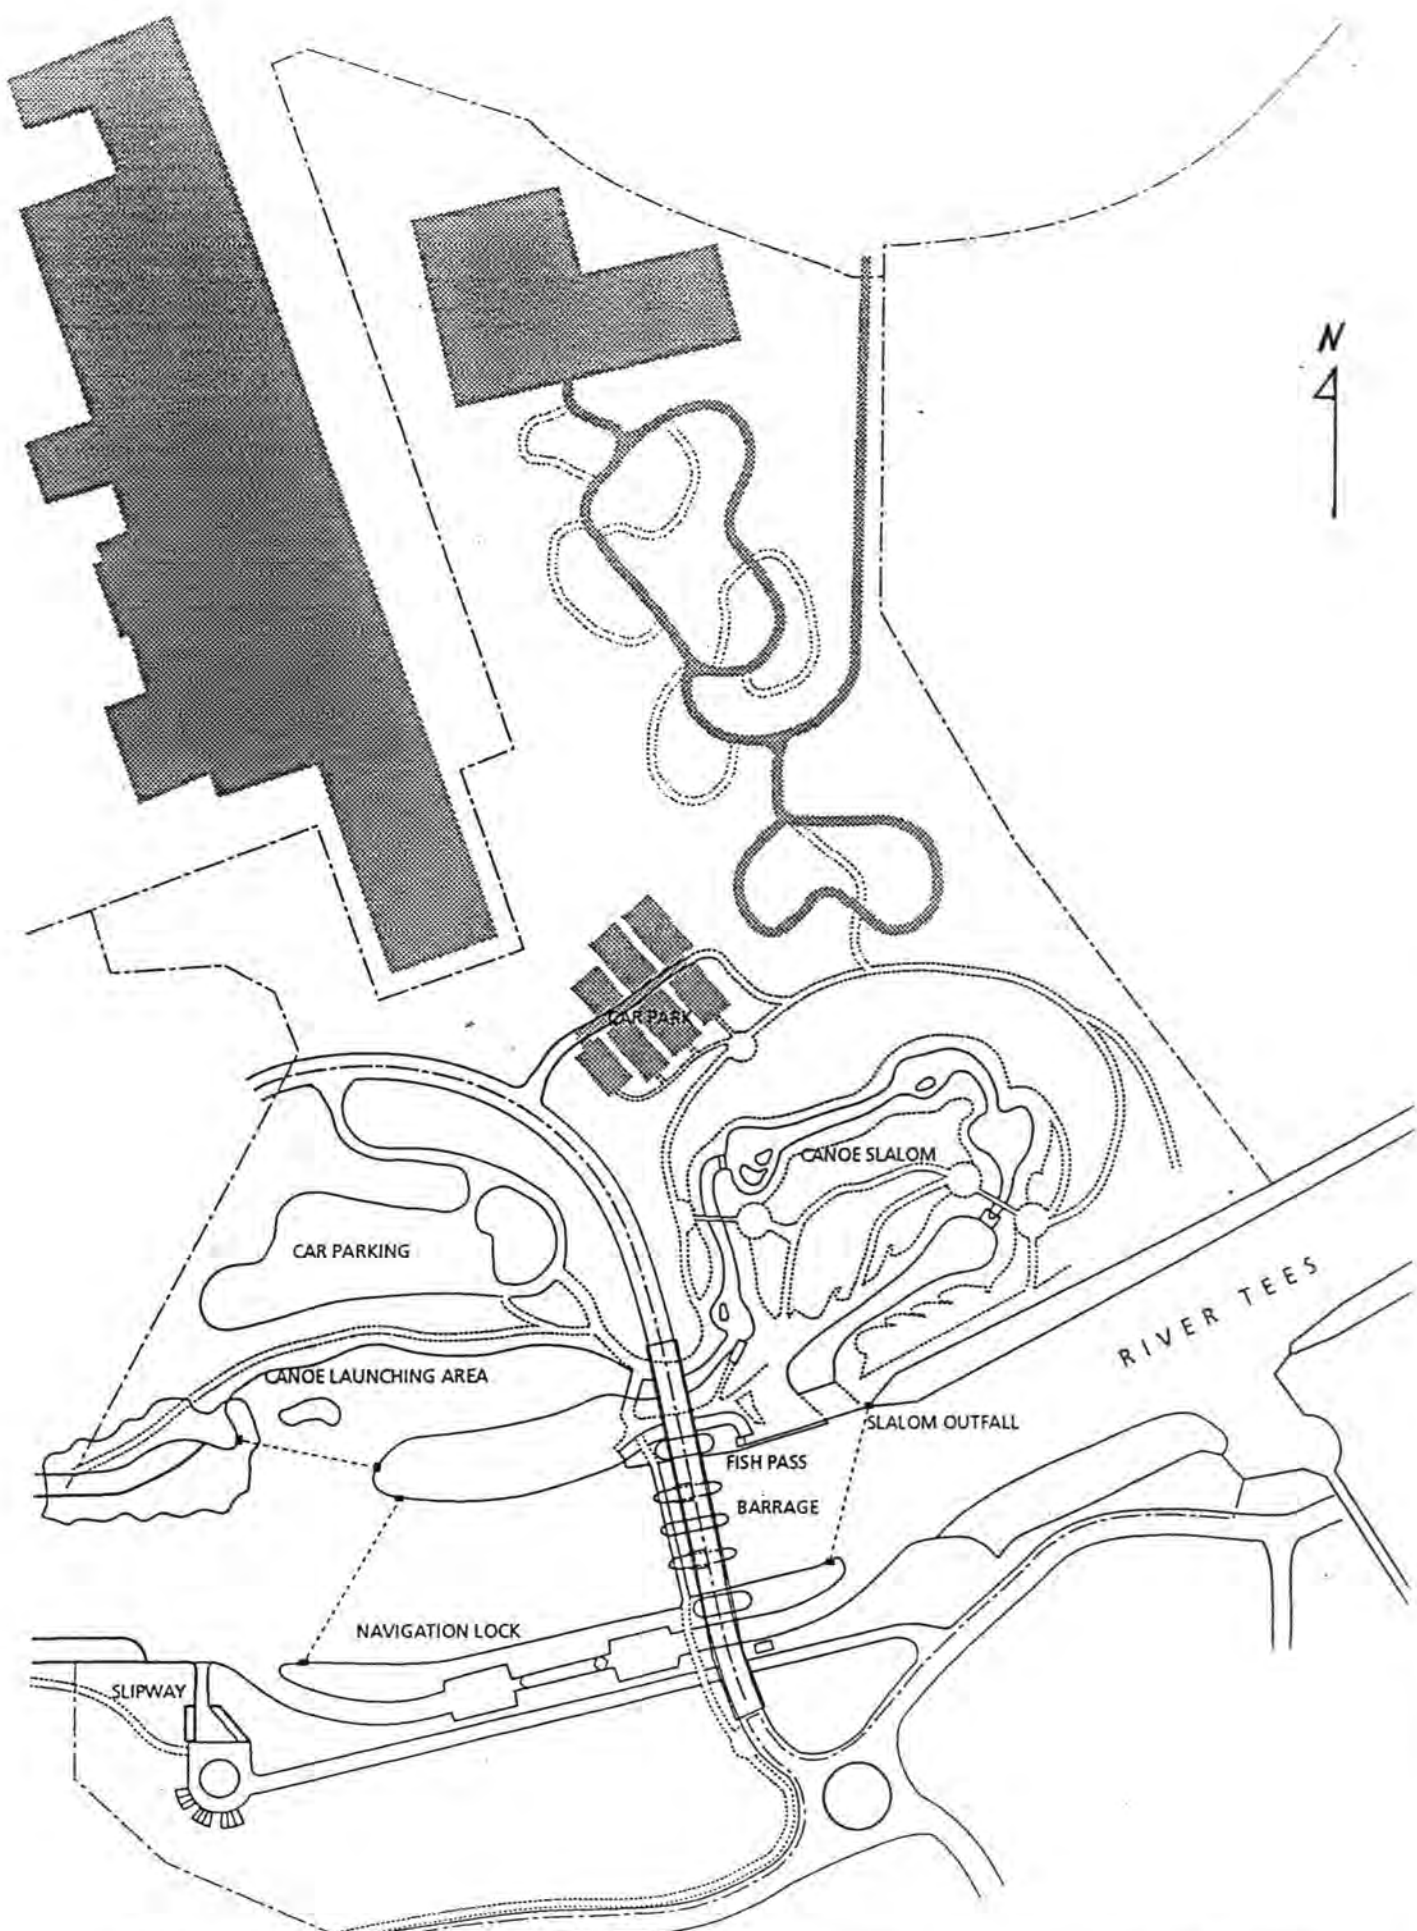 N
CAR PARK
CANOE SLALOM
CAR PARKING
RIVER TEES
CANOE LAUNCHING AREA
SLALOM OUTFALL
FISH PASS
BARRAGE
NAVIGATION LOCK
SLIPWAY